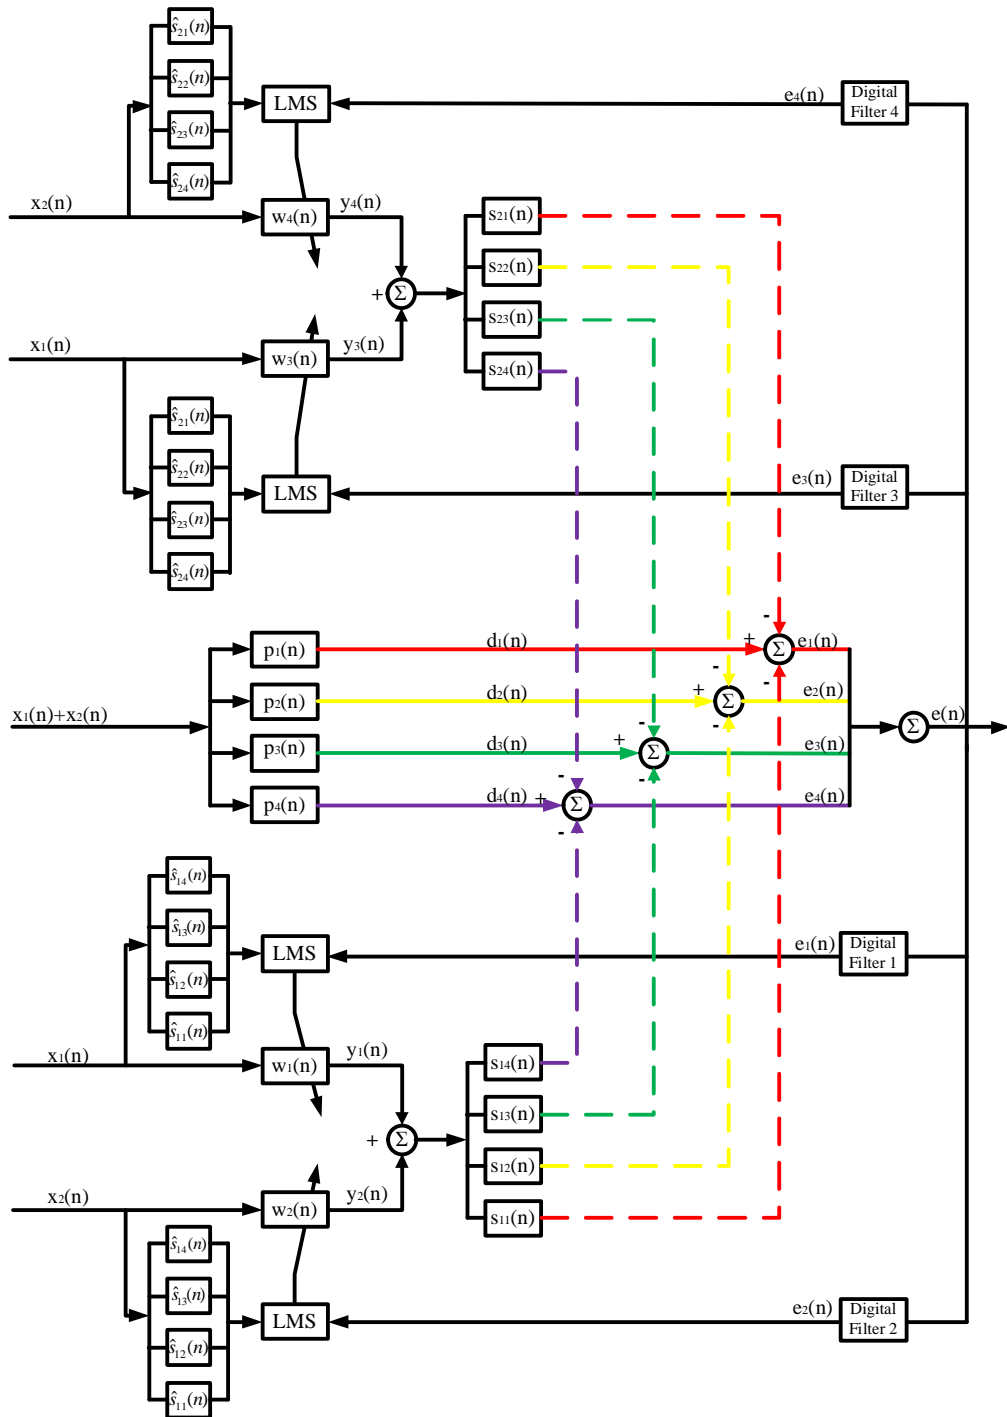 ŝ21(n)
ŝ22(n)
ŝ23(n)
ŝ24(n)
LMS
e4(n)
Digital
Filter 4
x2(n)
w4(n)
y4(n)
s21(n)
s22(n)
s23(n)
s24(n)
+
Σ
x1(n)
w3(n)
y3(n)
ŝ21(n)
ŝ22(n)
ŝ23(n)
ŝ24(n)
LMS
e3(n)
Digital
Filter 3
x1(n)+x2(n)
p1(n)
d1(n)
+
-
-
Σ
e1(n)
p2(n)
d2(n)
+
-
-
Σ
e2(n)
p3(n)
d3(n)
+
-
-
Σ
e3(n)
p4(n)
d4(n)
+
-
-
Σ
e4(n)
Σ
e(n)
ŝ14(n)
ŝ13(n)
ŝ12(n)
ŝ11(n)
LMS
e1(n)
Digital
Filter 1
x1(n)
w1(n)
y1(n)
s14(n)
s13(n)
s12(n)
s11(n)
+
Σ
x2(n)
w2(n)
y2(n)
ŝ14(n)
ŝ13(n)
ŝ12(n)
ŝ11(n)
LMS
e2(n)
Digital
Filter 2